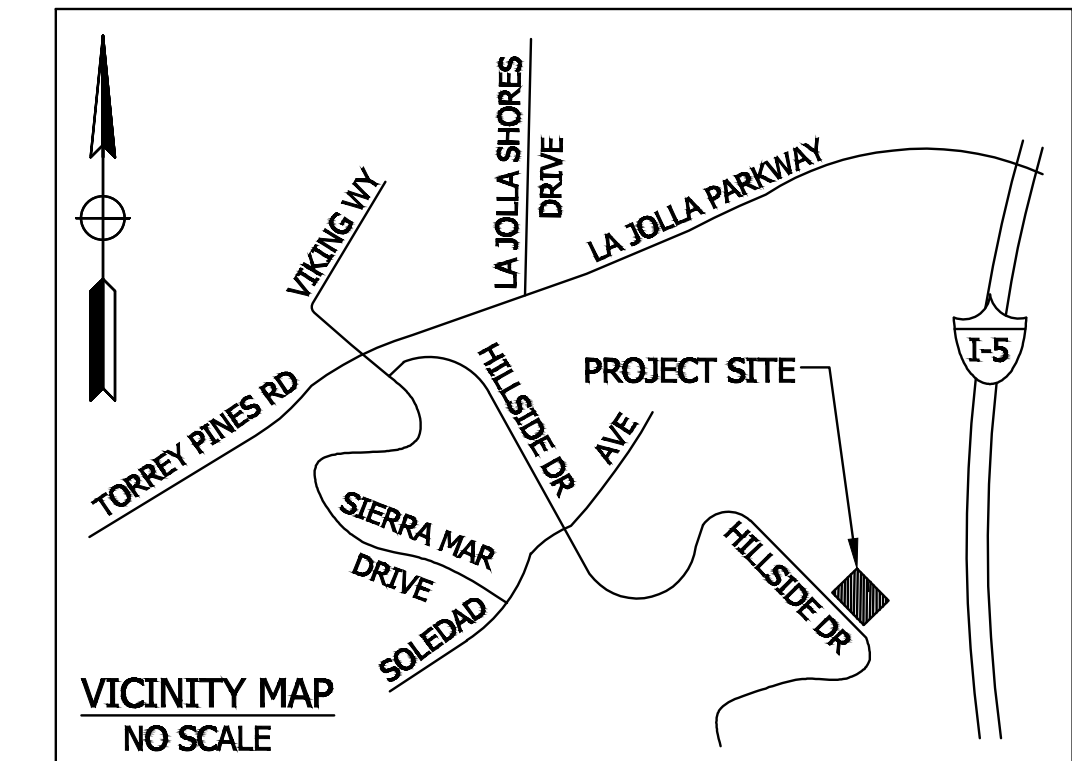 LA JOLLA SHORES
DRIVE
LA JOLLA PARKWAY
VIKING WY
I-5
HILLSIDE DR
PROJECT SITE
TORREY PINES RD
AVE
SIERRA MAR
DRIVE
HILLSIDE DR
SOLEDAD
VICINITY MAP
NO SCALE